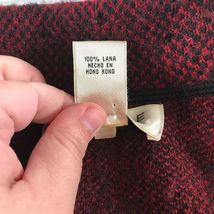 100% LANA
HECHO EN
HONG KONG